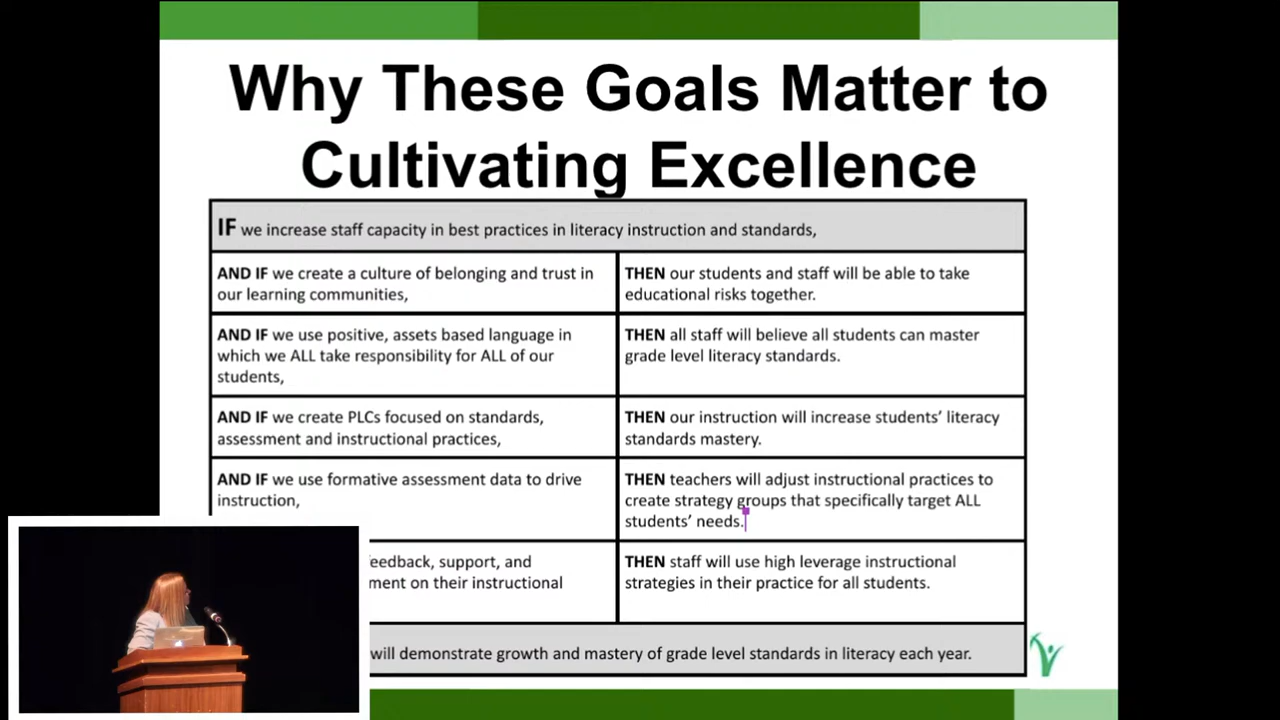 Why These Goals Matter to
Cultivating Excellence
IF we increase staff capacity in best practices in literacy instruction and standards,
AND IF we create a culture of belonging and trust in
our learning communities,
THEN our students and staff will be able to take
educational risks together.
AND IF we use positive, assets based language in
which we ALL take responsibility for ALL of our
students,
THEN all staff will believe all students can master
grade level literacy standards.
AND IF we create PLCs focused on standards,
assessment and instructional practices,
THEN our instruction will increase students’ literacy
standards mastery.
AND IF we use formative assessment data to drive
instruction,
THEN teachers will adjust instructional practices to
create strategy groups that specifically target ALL
students’ needs.
feedback, support, and
ment on their instructional
THEN staff will use high leverage instructional
strategies in their practice for all students.
will demonstrate growth and mastery of grade level standards in literacy each year.